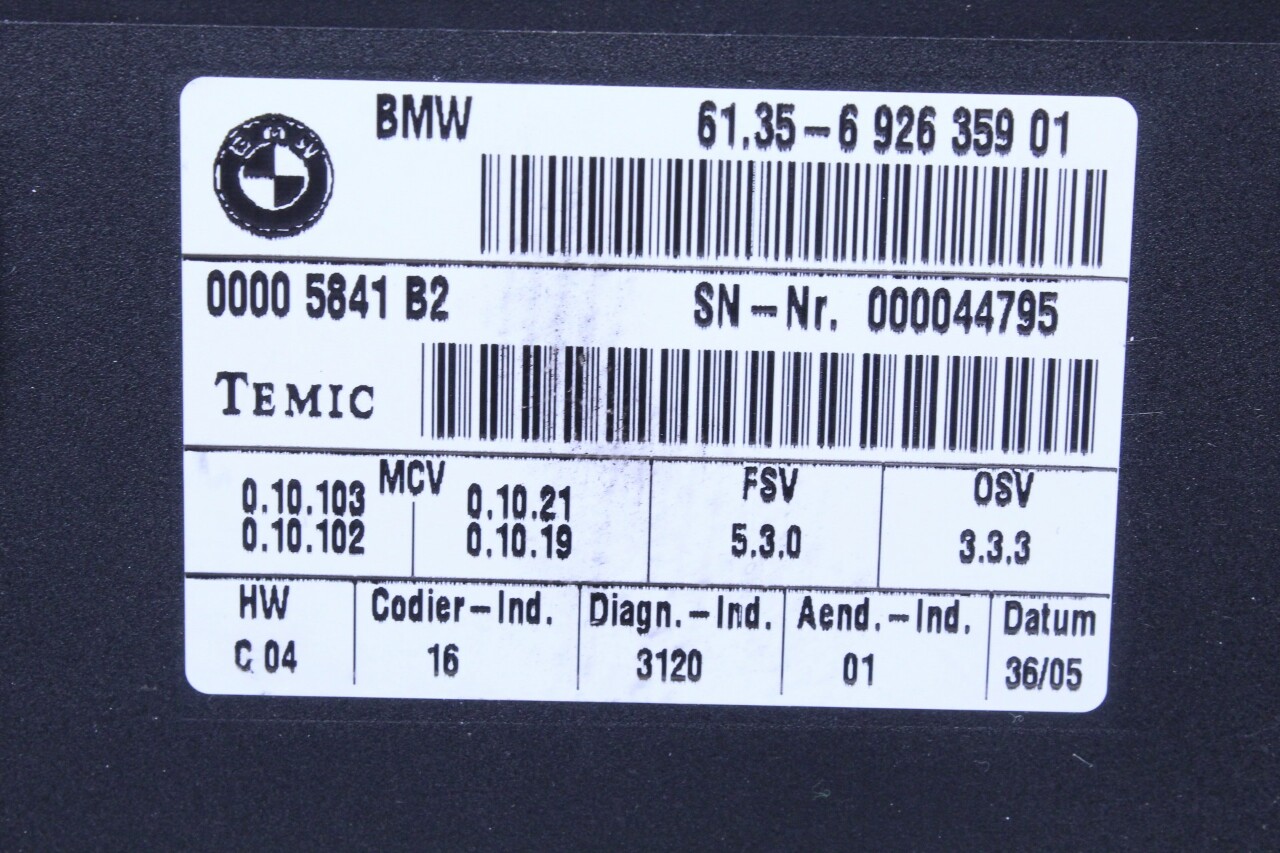 BMW
BMW 61.35-6 926 359 01
0000 5841 B2 SN-Nr. 000044795
TEMIC
MCV FSV OSV
0.10.103 0.10.21 5.3.0 3.3.3
0.10.102 0.10.19
HW Codier-Ind. Diagn.-Ind. Aend.-Ind. Datum
C 04 16 3120 01 36/05